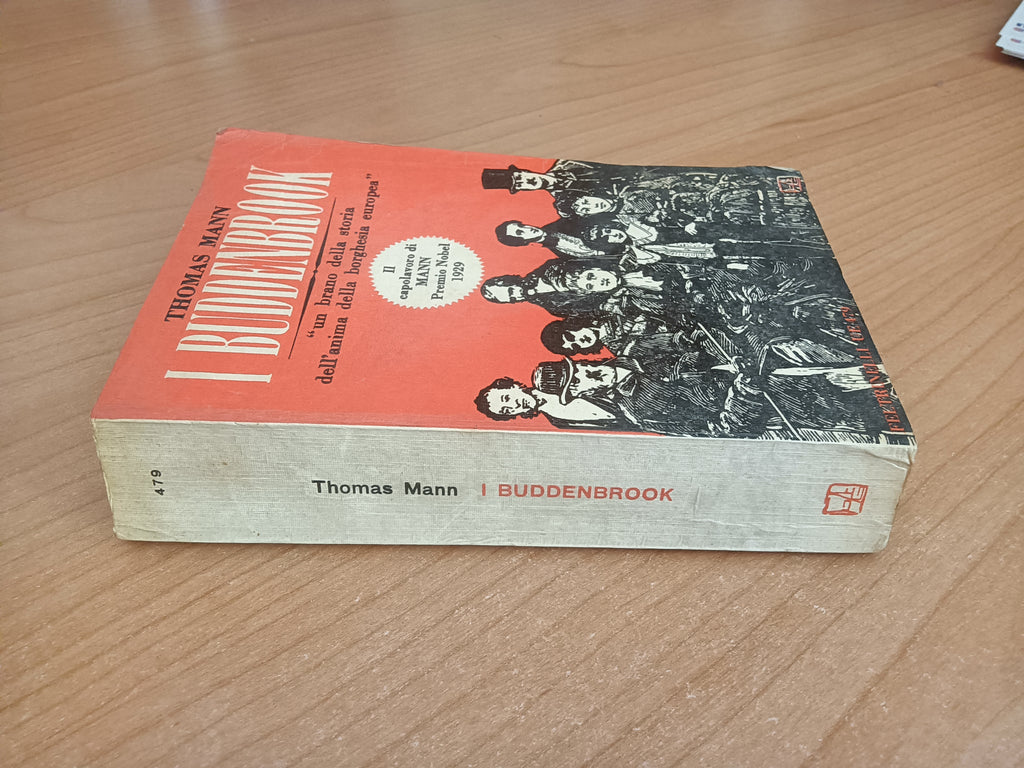 THOMAS MANN
I BUDDENBROOK
“un brano della storia
dell'anima della borghesia europea”
Il
capolavoro di
MANN
Premio Nobel
1929
479
Thomas Mann I BUDDENBROOK